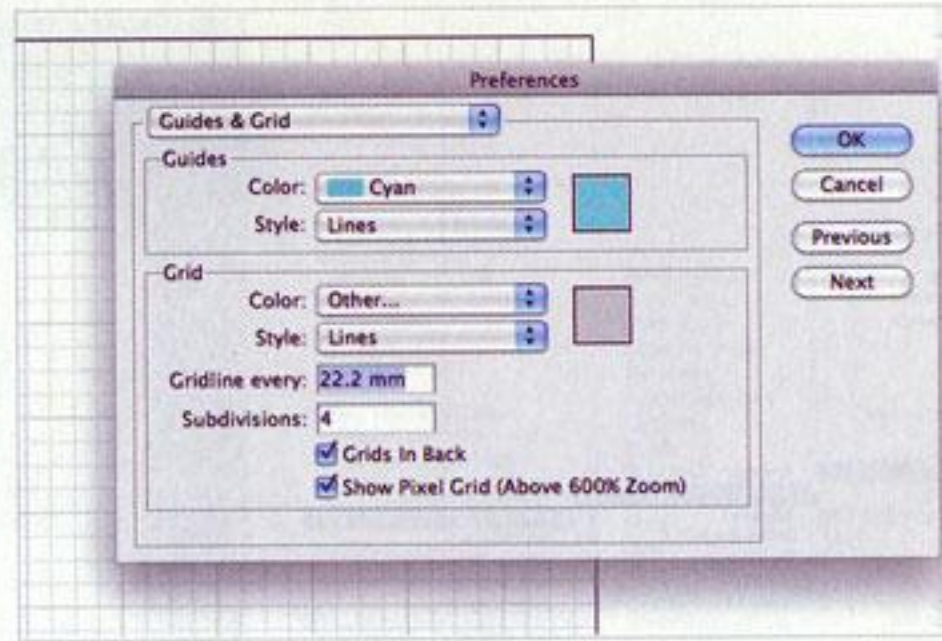 Preferences
Guides & Grid
OK
Guides
Color: Cyan
Cancel
Style: Lines
Previous
Grid
Next
Color: Other...
Style: Lines
Gridline every: 22.2 mm
Subdivisions: 4
Grids In Back
Show Pixel Grid (Above 600% Zoom)